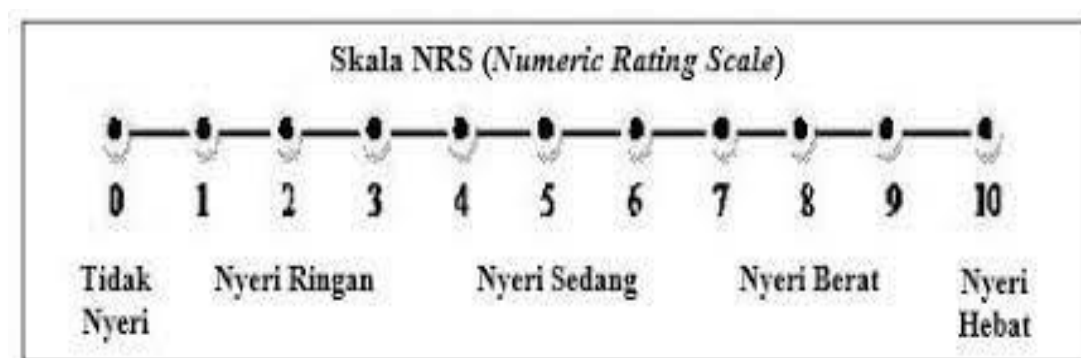 Skala NRS (Numeric Rating Scale)
0 1 2 3 4 5 6 7 8 9 10
Tidak Nyeri Ringan Nyeri Sedang Nyeri Berat Nyeri
Nyeri Hebat